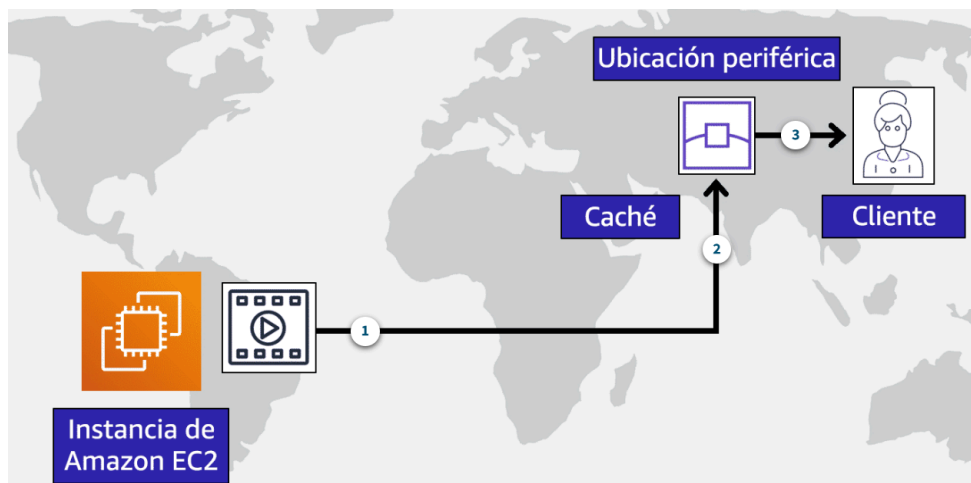 Ubicación periférica
3
Caché
Cliente
2
1
Instancia de
Amazon EC2